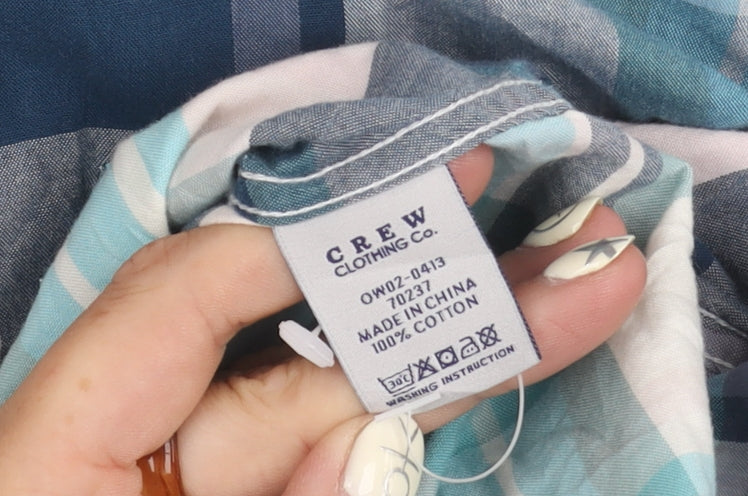 CREW
CLOTHING Co.
OW02-0413
70237
MADE IN CHINA
100% COTTON
30°C
WASHING INSTRUCTION